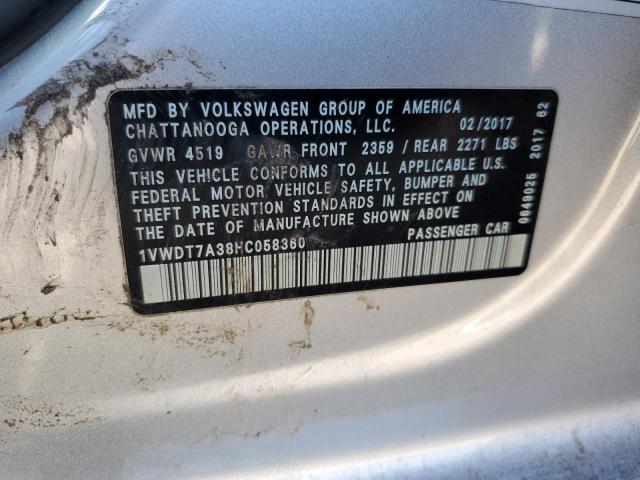 MFD BY VOLKSWAGEN GROUP OF AMERICA
CHATTANOOGA OPERATIONS, LLC. 02/2017
GVWR 4519 GAWR FRONT 2359 / REAR 2271 LBS
THIS VEHICLE CONFORMS TO ALL APPLICABLE U.S.
FEDERAL MOTOR VEHICLE SAFETY, BUMPER AND
THEFT PREVENTION STANDARDS IN EFFECT ON
THE DATE OF MANUFACTURE SHOWN ABOVE
1VWDT7A38HC058360 PASSENGER CAR
0649025 2017 62